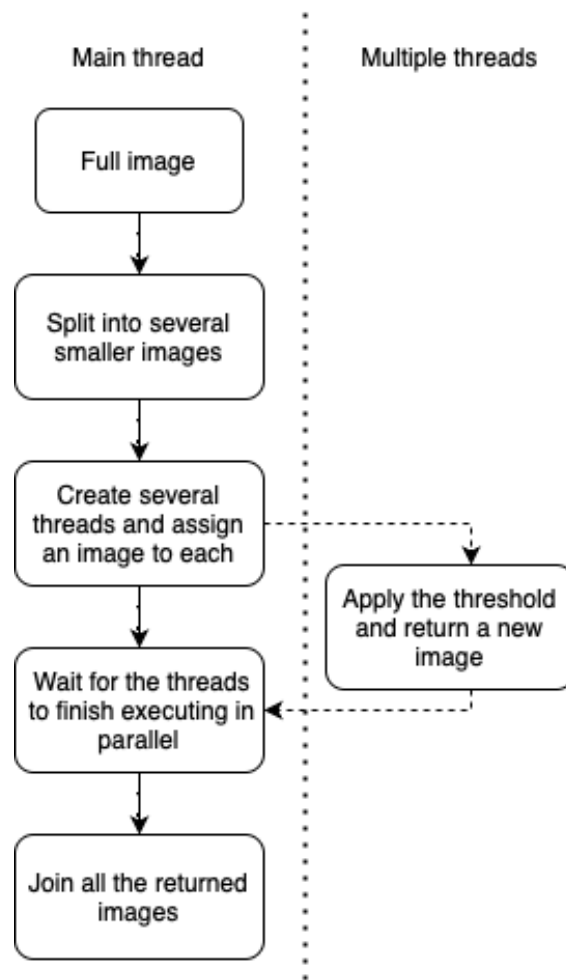 Main thread
Multiple threads
Full image
Split into several
smaller images
Create several
threads and assign
an image to each
Apply the threshold
and return a new
image
Wait for the threads
to finish executing in
parallel
Join all the returned
images